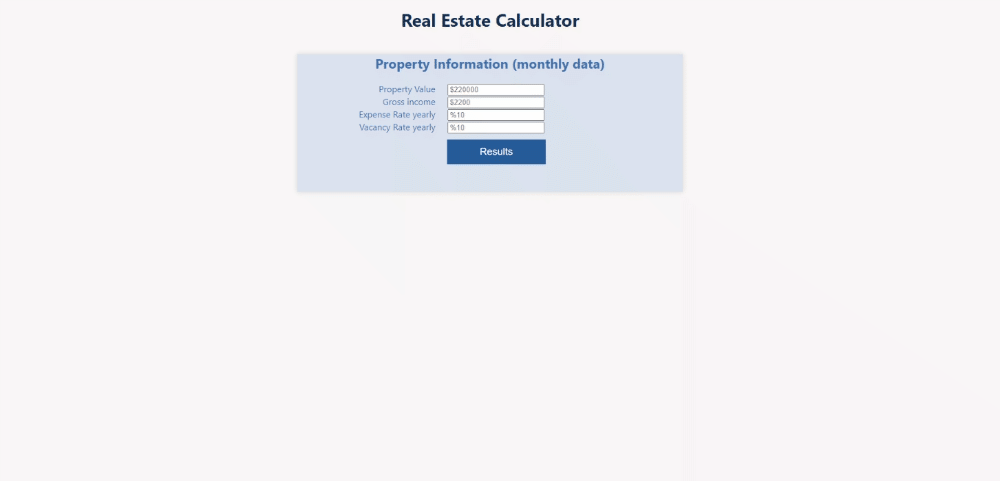 Real Estate Calculator
Property Information (monthly data)
Property Value $220000
Gross income $2200
Expense Rate yearly %10
Vacancy Rate yearly %10
Results